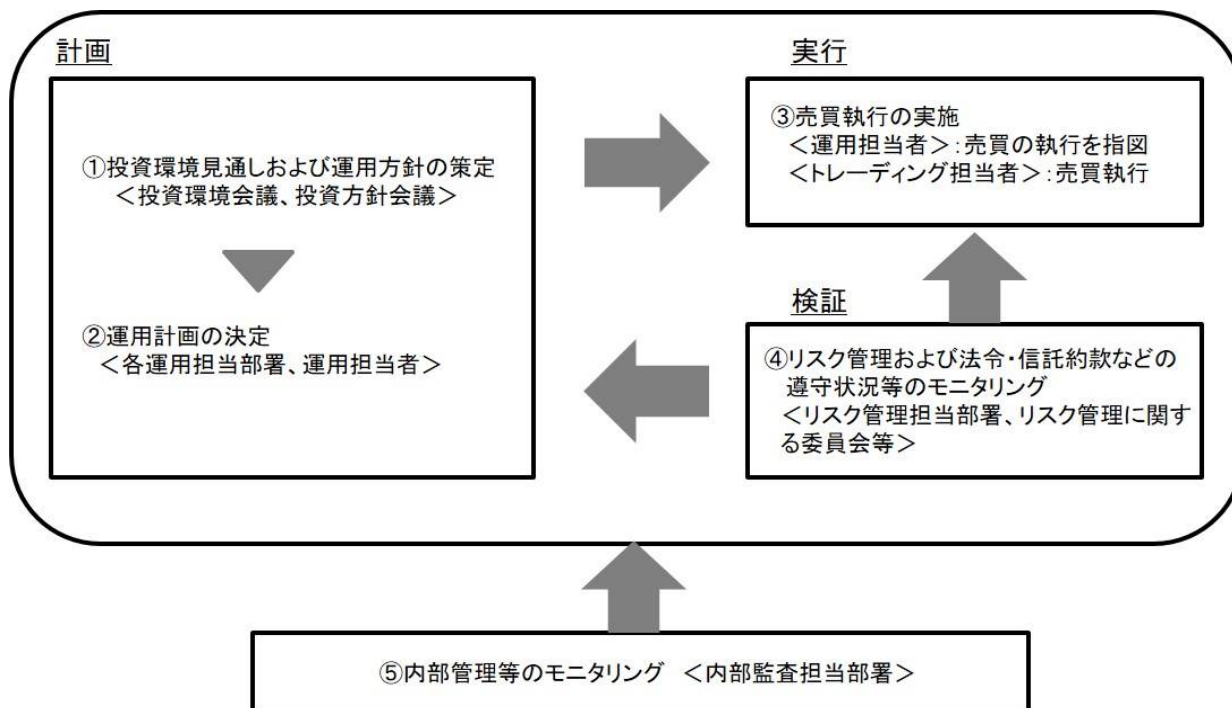 計画
①投資環境見通しおよび運用方針の策定
＜投資環境会議、投資方針会議＞
②運用計画の決定
＜各運用担当部署、運用担当者＞
実行
③売買執行の実施
＜運用担当者＞：売買の執行を指図
＜トレーディング担当者＞：売買執行
検証
④リスク管理および法令・信託約款などの
遵守状況等のモニタリング
＜リスク管理担当部署、リスク管理に関す
る委員会等＞
⑤内部管理等のモニタリング ＜内部監査担当部署＞